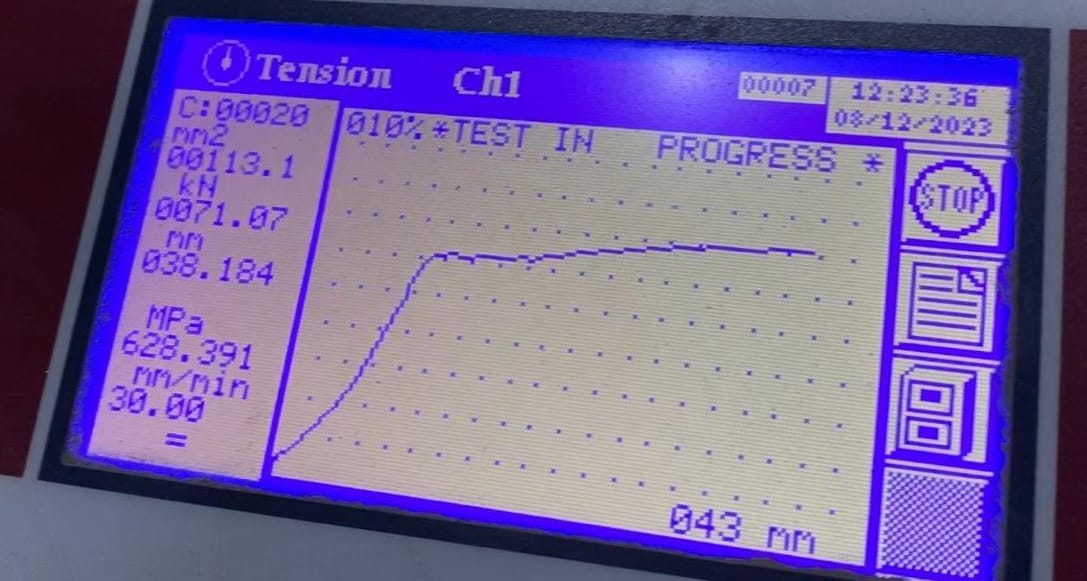 Tension Ch1
00007
12:23:36
08/12/2023
C:00020
mm2
00113.1
kN
0071.07
mm
038.184
MPa
628.391
mm/min
30.00
=
010%*TEST IN PROGRESS *
043 mm
STOP